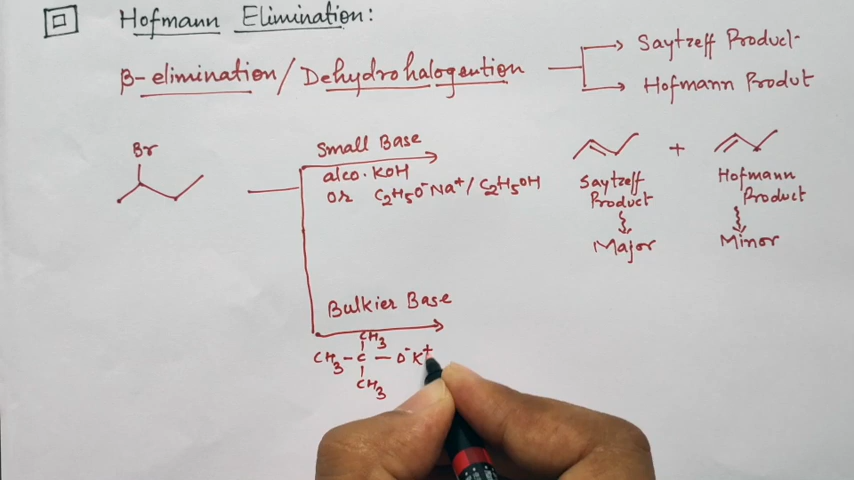 Hofmann Elimination:
β-elimination/Dehydrohalogention
Saytzeff Product
Hofmann Produt
Br
Small Base
alco. KOH
or C₂H₅O⁻Na⁺/C₂H₅OH
+
Saytzeff Product
Major
Hofmann Product
Minor
Bulkier Base
CH₃
CH₃-C-O⁻K⁺
CH₃